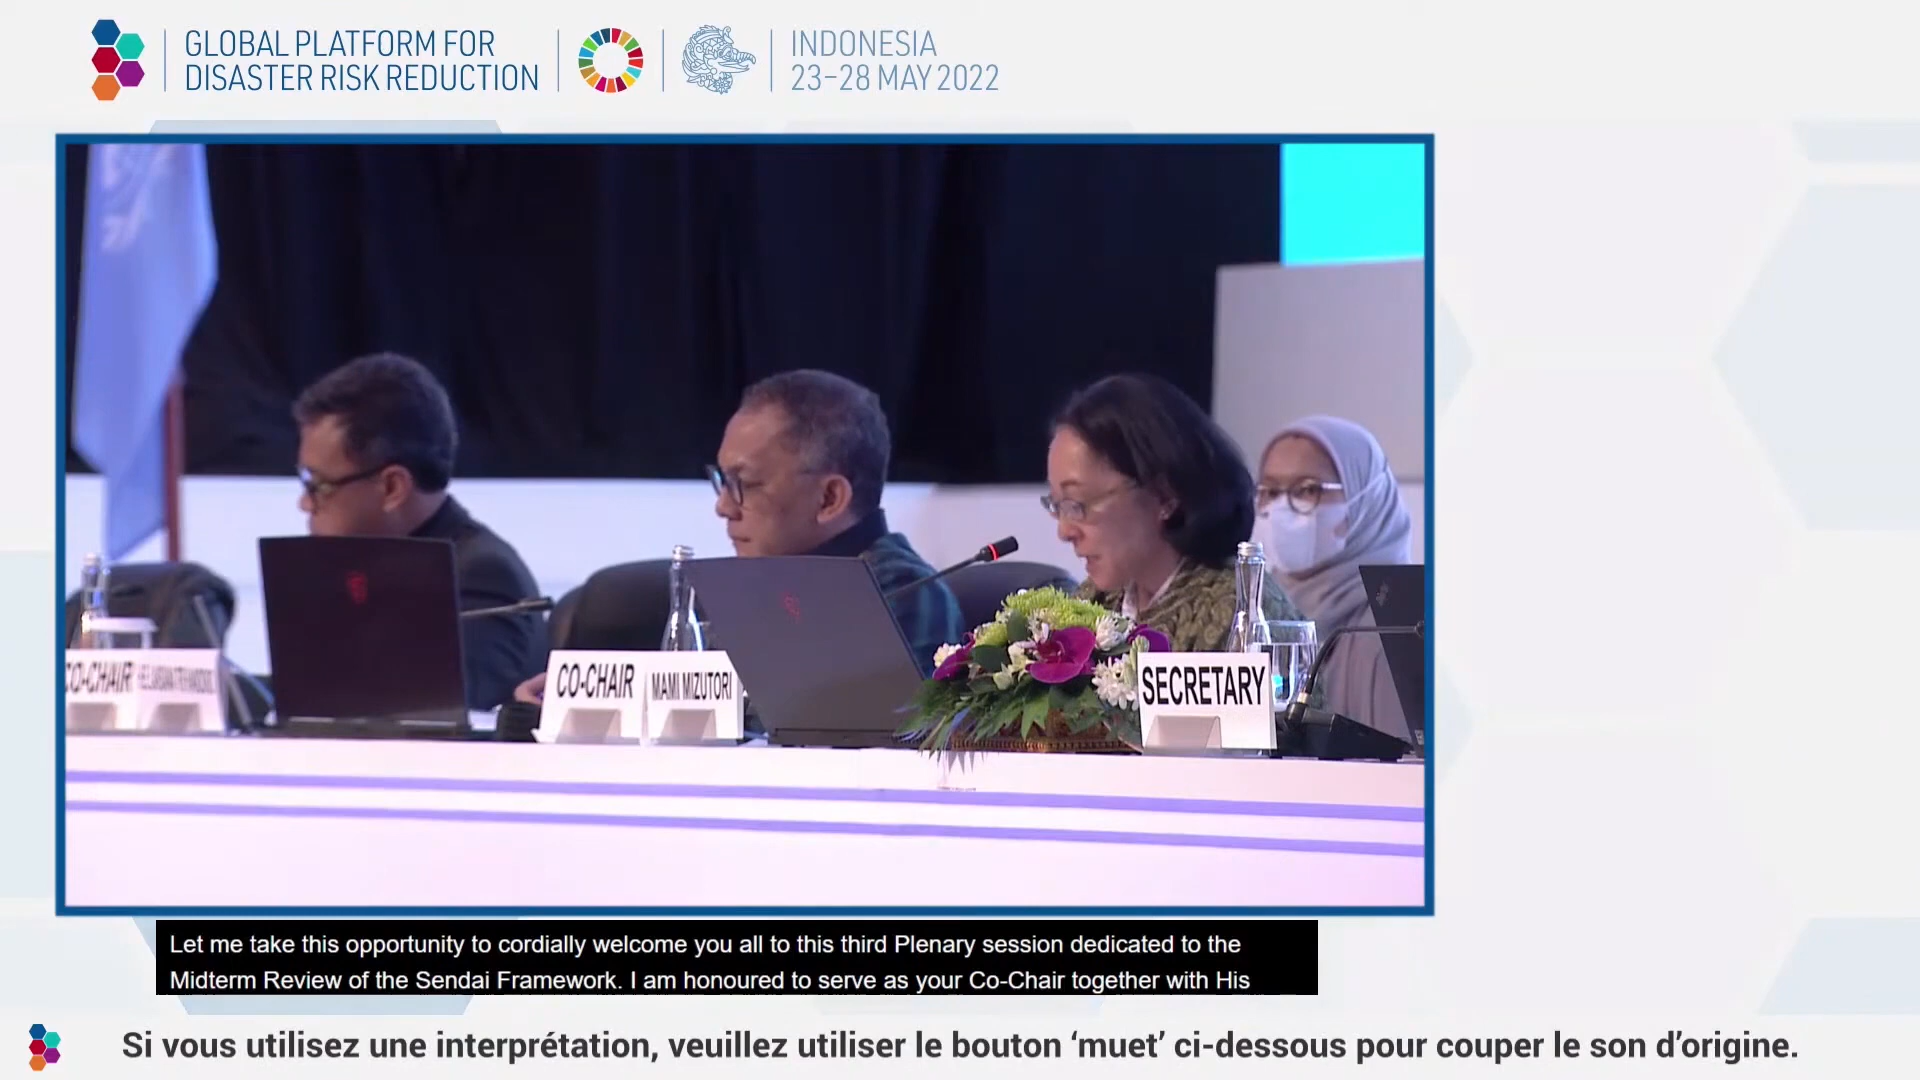 GLOBAL PLATFORM FOR
DISASTER RISK REDUCTION
INDONESIA
23–28 MAY 2022
CO-CHAIR
CO-CHAIR
MAMI MIZUTORI
SECRETARY
Let me take this opportunity to cordially welcome you all to this third Plenary session dedicated to the
Midterm Review of the Sendai Framework. I am honoured to serve as your Co-Chair together with His
Si vous utilisez une interprétation, veuillez utiliser le bouton ‘muet’ ci-dessous pour couper le son d’origine.